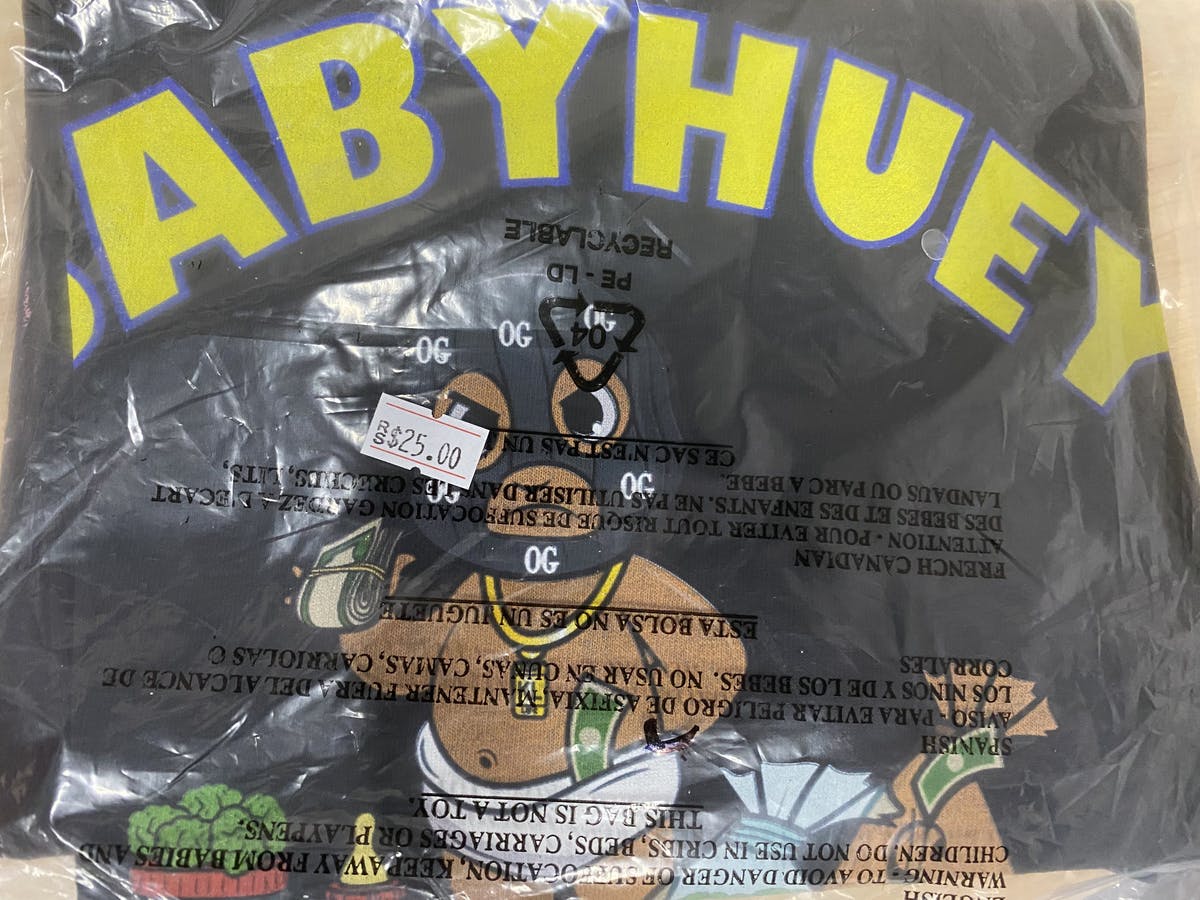 ABYHUEY
OG
OG
OG
RS $25.00
OG
OG
OG
ENGLISH
WARNING - TO AVOID DANGER OF SUFFOCATION, KEEP AWAY FROM BABIES AND
CHILDREN. DO NOT USE IN CRIBS, BEDS, CARRIAGES OR PLAYPENS.
THIS BAG IS NOT A TOY.
SPANISH
AVISO - PARA EVITAR PELIGRO DE ASFIXIA, MANTENER FUERA DEL ALCANCE DE
LOS NINOS Y DE LOS BEBES. NO USAR EN CUNAS, CAMAS, CARRIOLAS O
CORRALES
ESTA BOLSA NO ES UN JUGUETE
FRENCH CANADIAN
ATTENTION - POUR EVITER TOUT RISQUE DE SUFFOCATION GARDEZ A L'ECART
DES BEBES ET DES ENFANTS. NE PAS UTILISER DANS LES CRECHES, LITS,
LANDAUS OU PARC A BEBE.
CE SAC N'EST PAS UN
04
PE - LD
RECYCLABLE